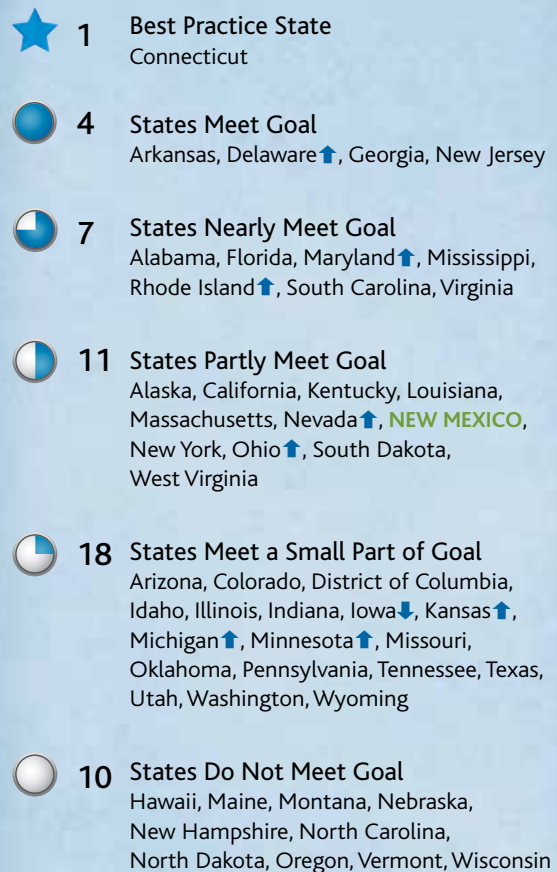 1 Best Practice State
Connecticut
4 States Meet Goal
Arkansas, Delaware⬆, Georgia, New Jersey
7 States Nearly Meet Goal
Alabama, Florida, Maryland⬆, Mississippi,
Rhode Island⬆, South Carolina, Virginia
11 States Partly Meet Goal
Alaska, California, Kentucky, Louisiana,
Massachusetts, Nevada⬆, NEW MEXICO,
New York, Ohio⬆, South Dakota,
West Virginia
18 States Meet a Small Part of Goal
Arizona, Colorado, District of Columbia,
Idaho, Illinois, Indiana, Iowa⬇, Kansas⬆,
Michigan⬆, Minnesota⬆, Missouri,
Oklahoma, Pennsylvania, Tennessee, Texas,
Utah, Washington, Wyoming
10 States Do Not Meet Goal
Hawaii, Maine, Montana, Nebraska,
New Hampshire, North Carolina,
North Dakota, Oregon, Vermont, Wisconsin